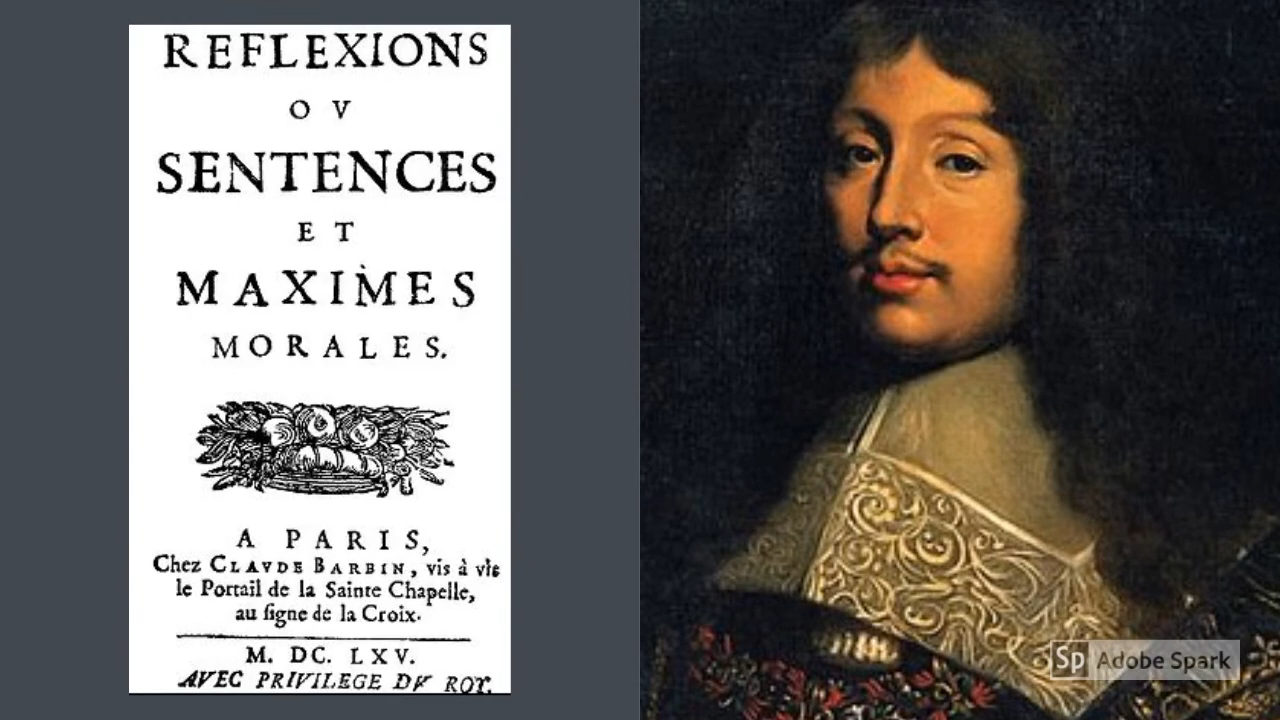 REFLEXIONS
OV
SENTENCES
ET
MAXIMES
MORALES.
A PARIS,
Chez CLAVDE BARBIN, vis à vis
le Portail de la Sainte Chapelle,
au signe de la Croix.
M. DC. LXV.
AVEC PRIVILEGE DV ROY.
Sp Adobe Spark